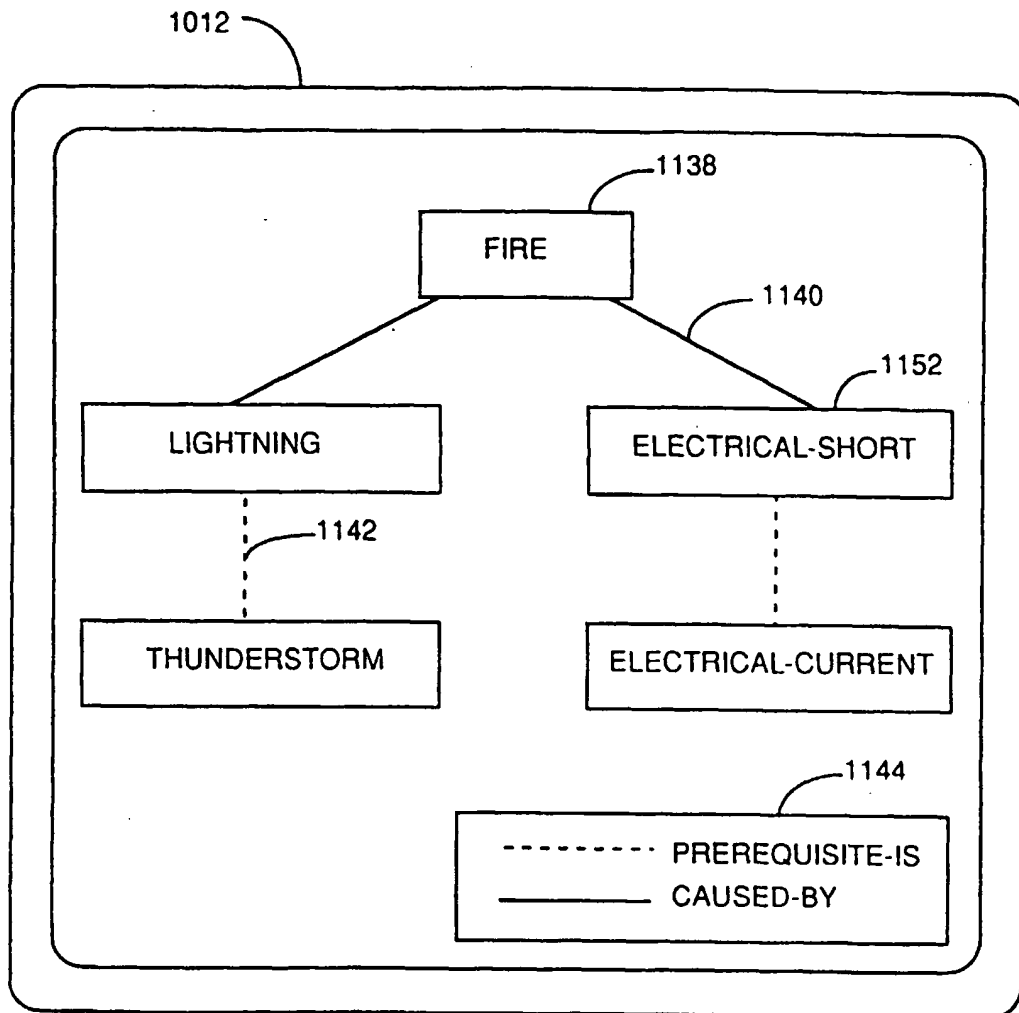 1012
1138
FIRE
1140
1152
LIGHTNING
ELECTRICAL-SHORT
1142
THUNDERSTORM
ELECTRICAL-CURRENT
1144
PREREQUISITE-IS
CAUSED-BY